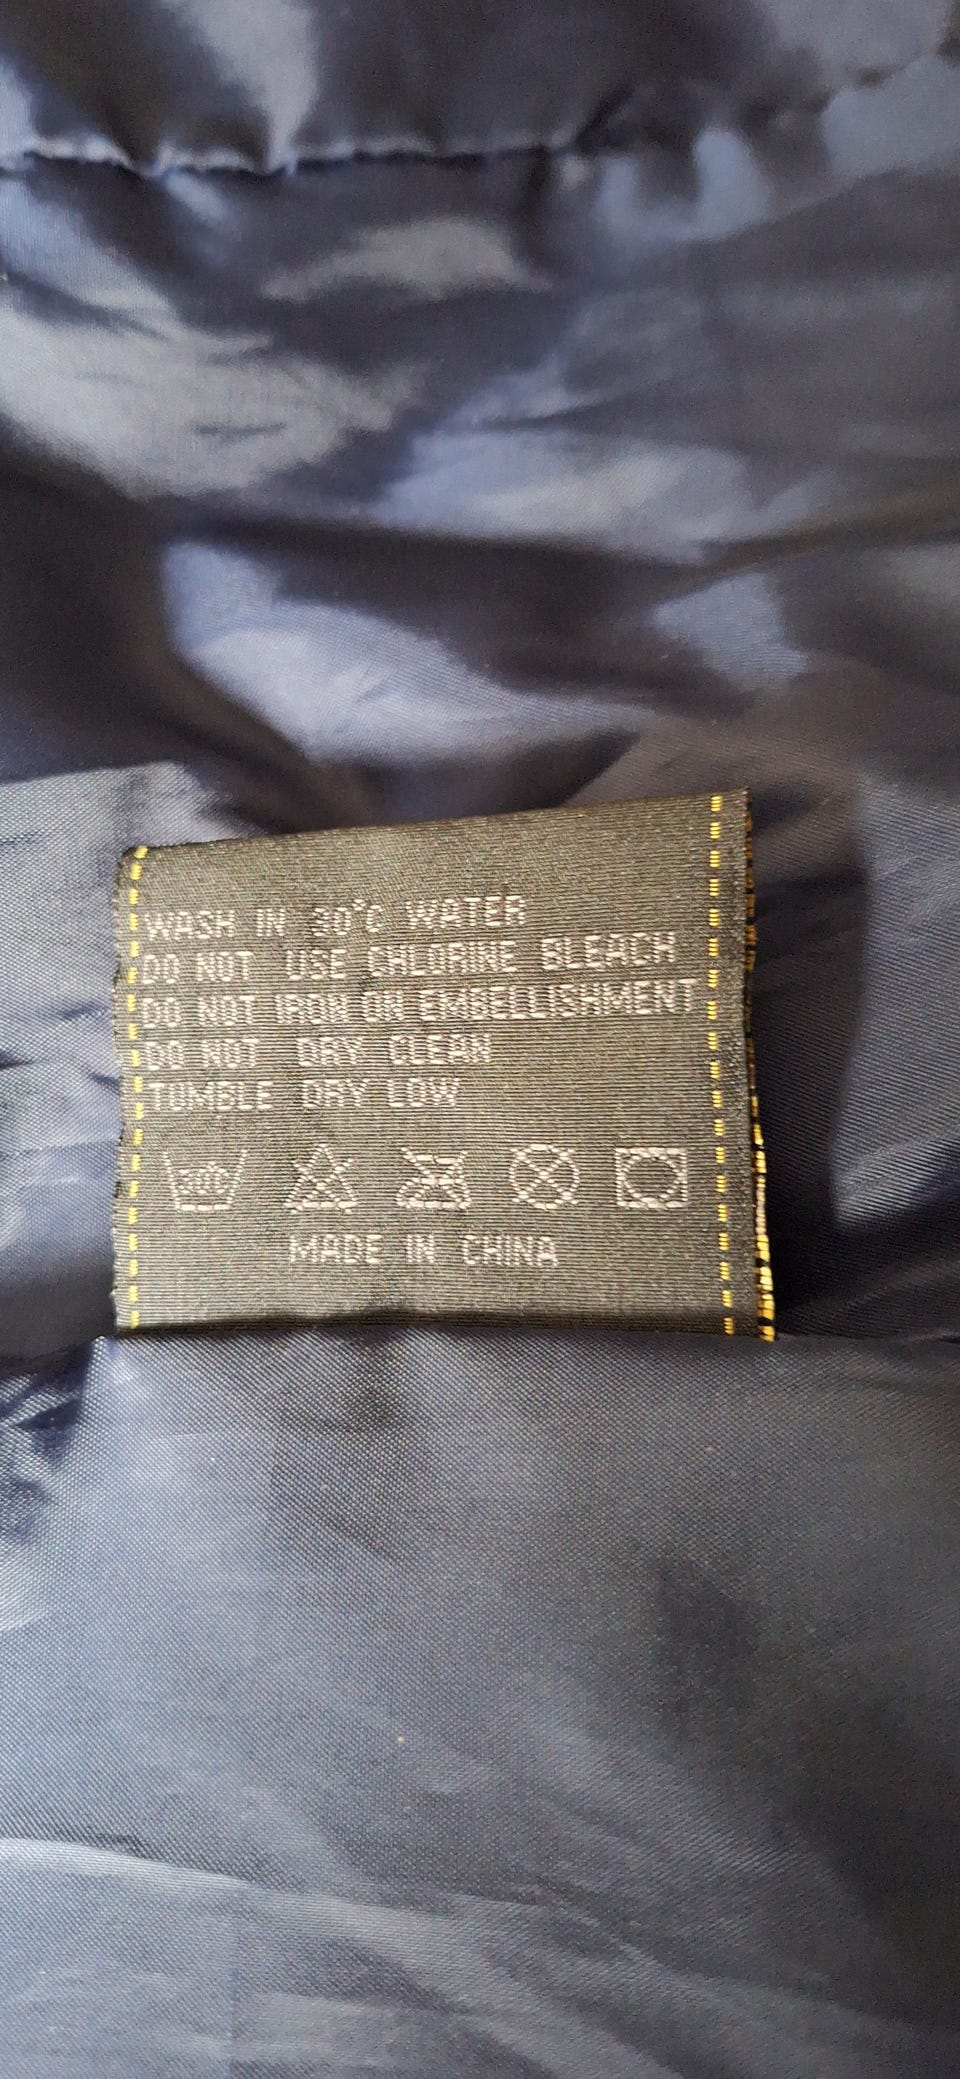 WASH IN 30°C WATER
DO NOT USE CHLORINE BLEACH
DO NOT IRON ON EMBELLISHMENT
DO NOT DRY CLEAN
TUMBLE DRY LOW
30C
MADE IN CHINA